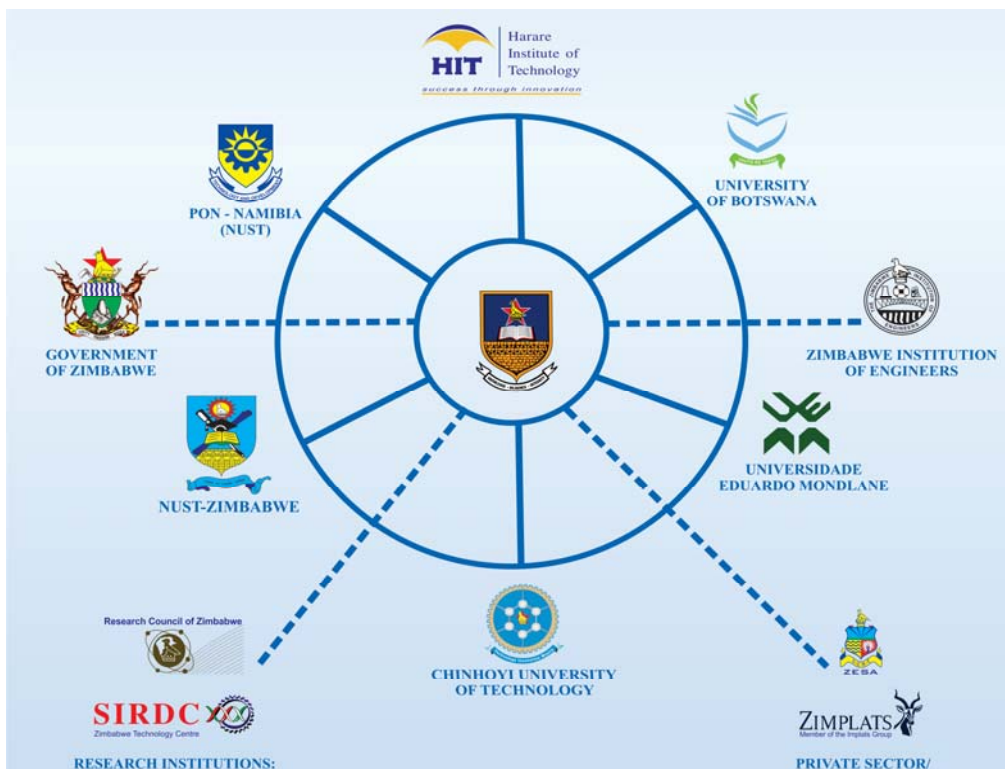 HIT
Harare
Institute of
Technology
success through innovation
PON - NAMIBIA
(NUST)
UNIVERSITY
OF BOTSWANA
GOVERNMENT
OF ZIMBABWE
ZIMBABWE INSTITUTION
OF ENGINEERS
NUST-ZIMBABWE
UNIVERSIDADE
EDUARDO MONDLANE
Research Council of Zimbabwe
CHINHOYI UNIVERSITY
OF TECHNOLOGY
ZESA
SIRDC
Zimbabwe Technology Centre
ZIMPLATS
Member of the Implats Group
RESEARCH INSTITUTIONS:
PRIVATE SECTOR/